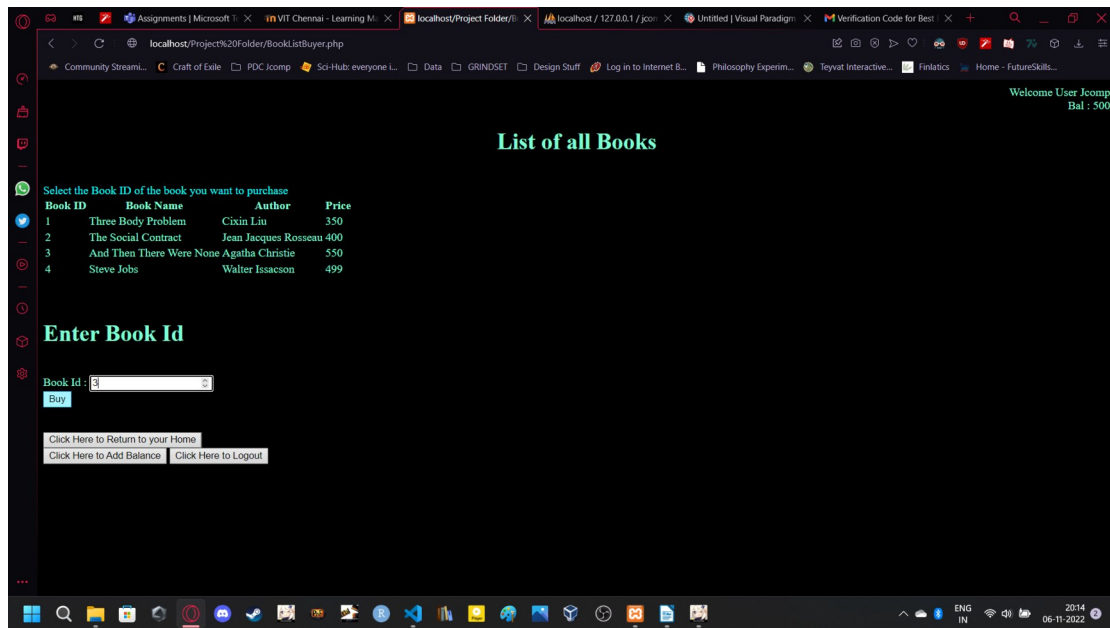 Assignments | Microsoft T
VIT Chennai - Learning Ma
localhost/Project Folder/B
localhost / 127.0.0.1 / jcom
Untitled | Visual Paradigm
Verification Code for Best
localhost/Project%20Folder/BookListBuyer.php
Community Streami...
Craft of Exile
PDC Jcomp
Sci-Hub: everyone i...
Data
GRINDSET
Design Stuff
Log in to Internet B...
Philosophy Experim...
Teyvat Interactive...
Finlatics
Home - FutureSkills...
Welcome User Jcomp
Bal : 500
List of all Books
Select the Book ID of the book you want to purchase
Book ID Book Name Author Price
1 Three Body Problem Cixin Liu 350
2 The Social Contract Jean Jacques Rosseau 400
3 And Then There Were None Agatha Christie 550
4 Steve Jobs Walter Issacson 499
Enter Book Id
Book Id : 3
Buy
Click Here to Return to your Home
Click Here to Add Balance Click Here to Logout
ENG
IN
20:14
06-11-2022
2